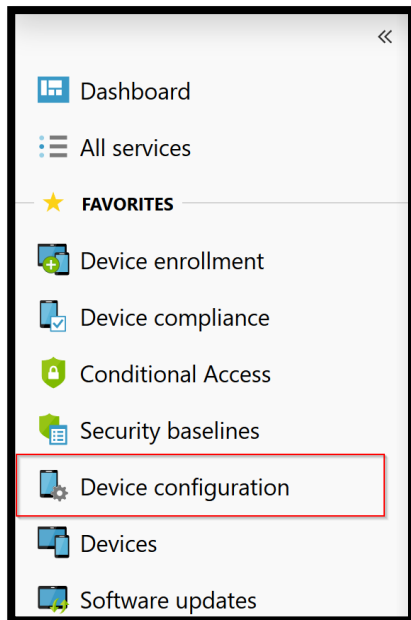 Dashboard
All services
FAVORITES
Device enrollment
Device compliance
Conditional Access
Security baselines
Device configuration
Devices
Software updates